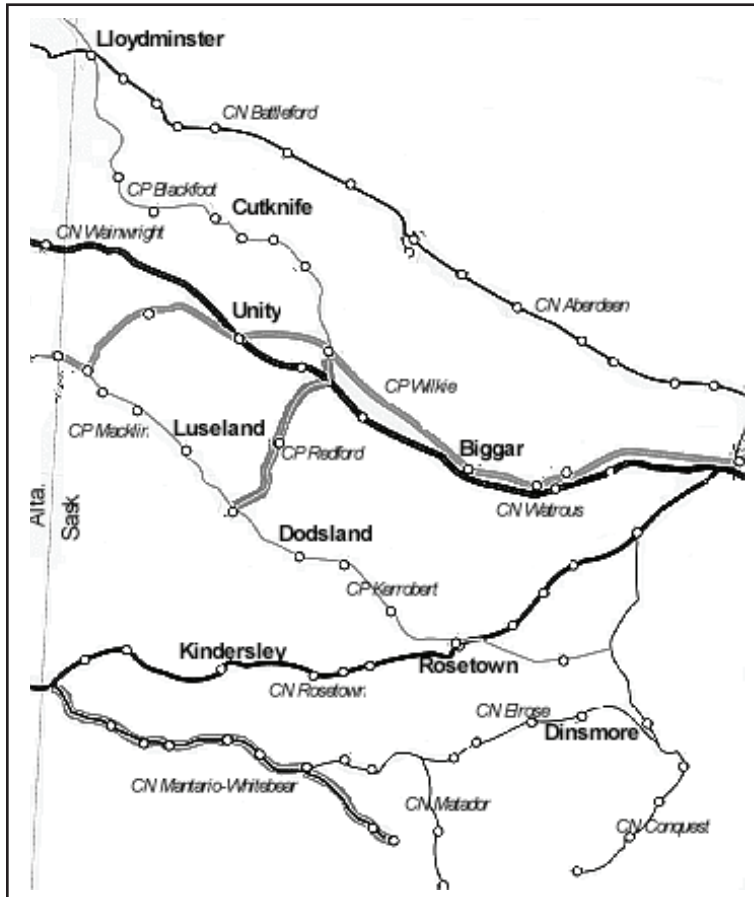 Lloydminster
CN Battleford
CP Blackfoot
Cutknife
CN Wainwright
CN Aberdeen
Unity
CP Wilkie
Luseland
CP Macklin
CP Redford
Biggar
CN Watrous
Alta.
Sask
Dodsland
CP Kerrobert
Kindersley
Rosetown
CN Rosetown
CN Elrose
Dinsmore
CN Mantario-Whitebear
CN Matador
CN Conquest